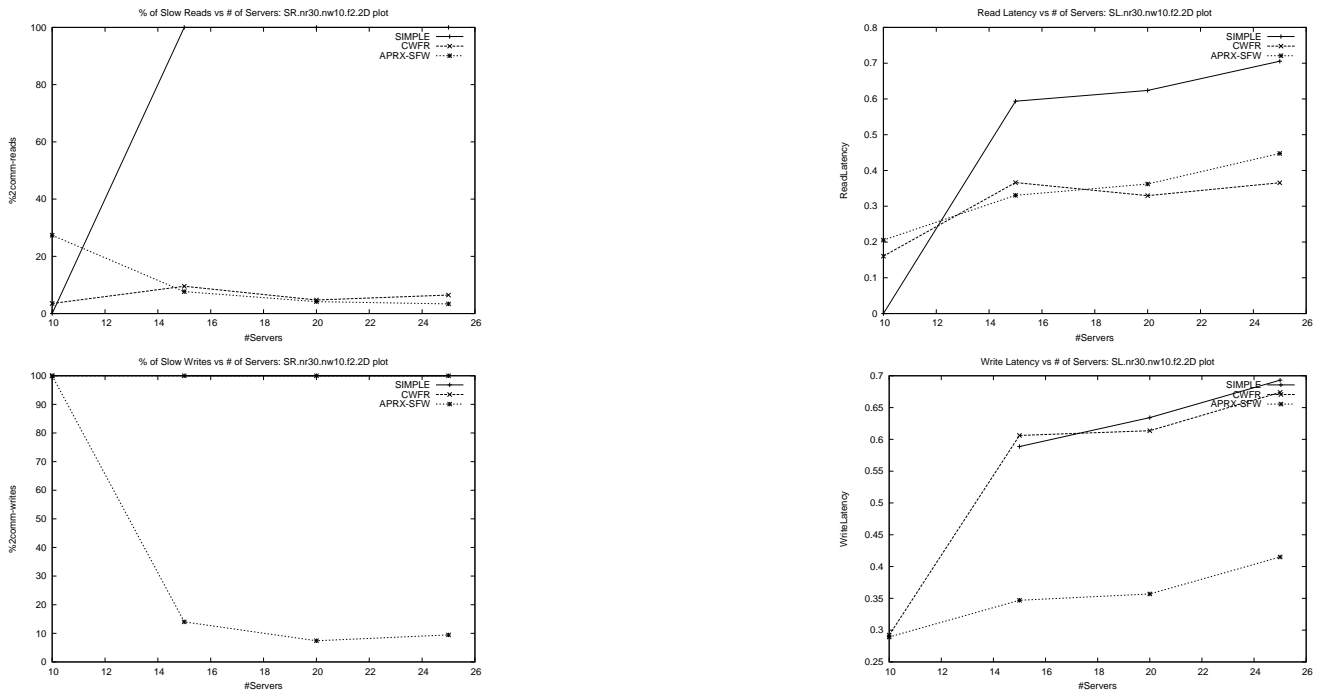 % of Slow Reads vs # of Servers: SR.nr30.nw10.f2.2D plot
SIMPLE
CWFR
APRX-SFW
100
80
60
40
20
0
%2comm-reads
10 12 14 16 18 20 22 24 26
#Servers
Read Latency vs # of Servers: SL.nr30.nw10.f2.2D plot
SIMPLE
CWFR
APRX-SFW
0.8
0.7
0.6
0.5
0.4
0.3
0.2
0.1
0
ReadLatency
10 12 14 16 18 20 22 24 26
#Servers
% of Slow Writes vs # of Servers: SR.nr30.nw10.f2.2D plot
SIMPLE
CWFR
APRX-SFW
100
90
80
70
60
50
40
30
20
10
0
%2comm-writes
10 12 14 16 18 20 22 24 26
#Servers
Write Latency vs # of Servers: SL.nr30.nw10.f2.2D plot
SIMPLE
CWFR
APRX-SFW
0.7
0.65
0.6
0.55
0.5
0.45
0.4
0.35
0.3
0.25
WriteLatency
10 12 14 16 18 20 22 24 26
#Servers